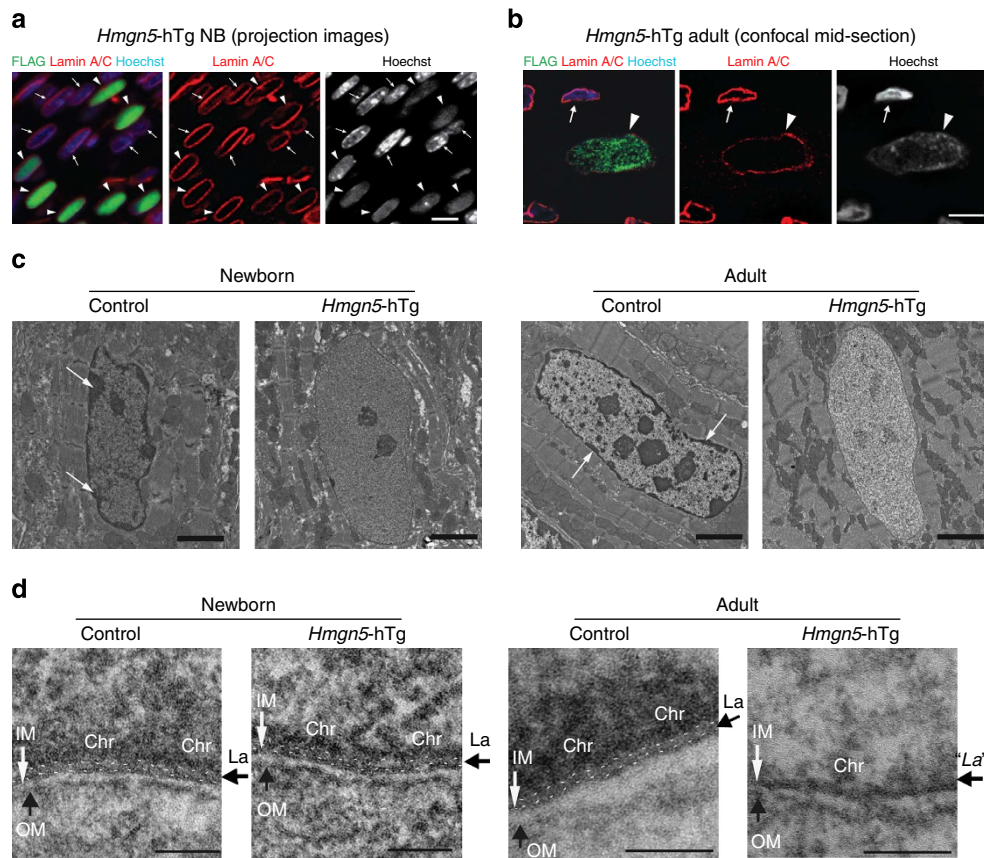 a
Hmgn5-hTg NB (projection images)
FLAG Lamin A/C Hoechst
Lamin A/C
Hoechst
b
Hmgn5-hTg adult (confocal mid-section)
FLAG Lamin A/C Hoechst
Lamin A/C
Hoechst
c
Newborn
Control
Hmgn5-hTg
Adult
Control
Hmgn5-hTg
d
Newborn
Control
IM
Chr
Chr
La
OM
Hmgn5-hTg
IM
Chr
Chr
La
OM
Adult
Control
Chr
La
IM
OM
Hmgn5-hTg
IM
Chr
“La”
OM